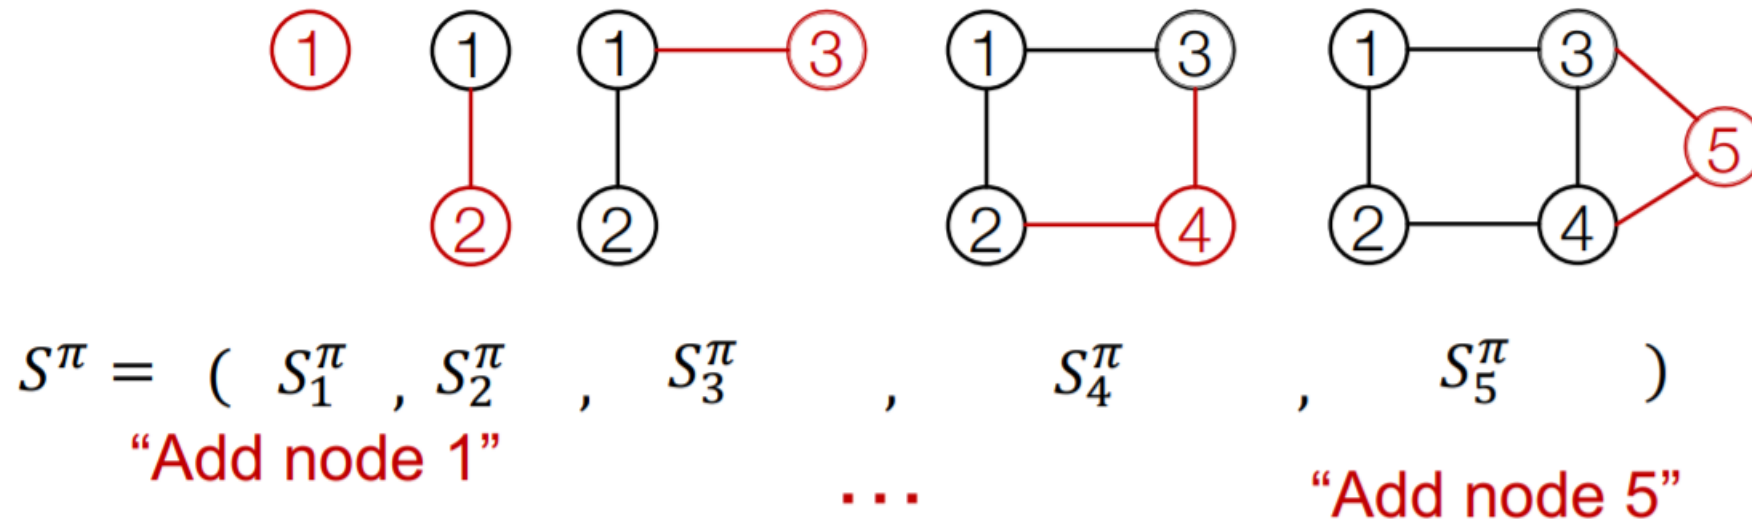 1 1 1 3 1 3 1 3
5
2 2 2 4 2 4
S^π = ( S_1^π , S_2^π , S_3^π , S_4^π , S_5^π )
“Add node 1”
... “Add node 5”